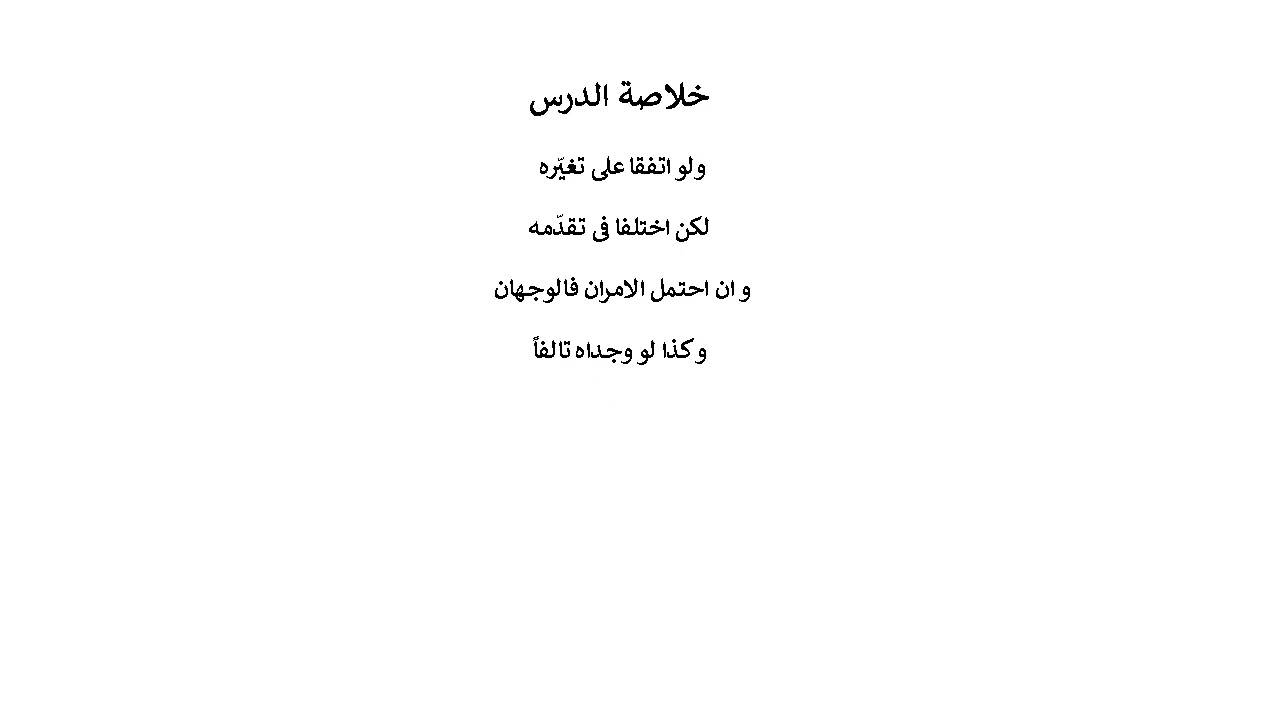 خلاصة الدرس
ولو اتفقا على تغيّره
لكن اختلفا فى تقدّمه
و ان احتمل الامران فالوجهان
وكذا لو وجداه تالفاً